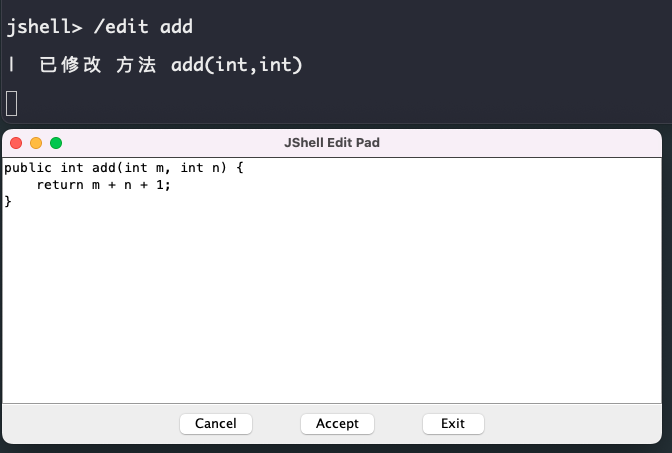 jshell> /edit add
| 已修改 方法 add(int,int)
JShell Edit Pad
public int add(int m, int n) {
    return m + n + 1;
}
Cancel Accept Exit